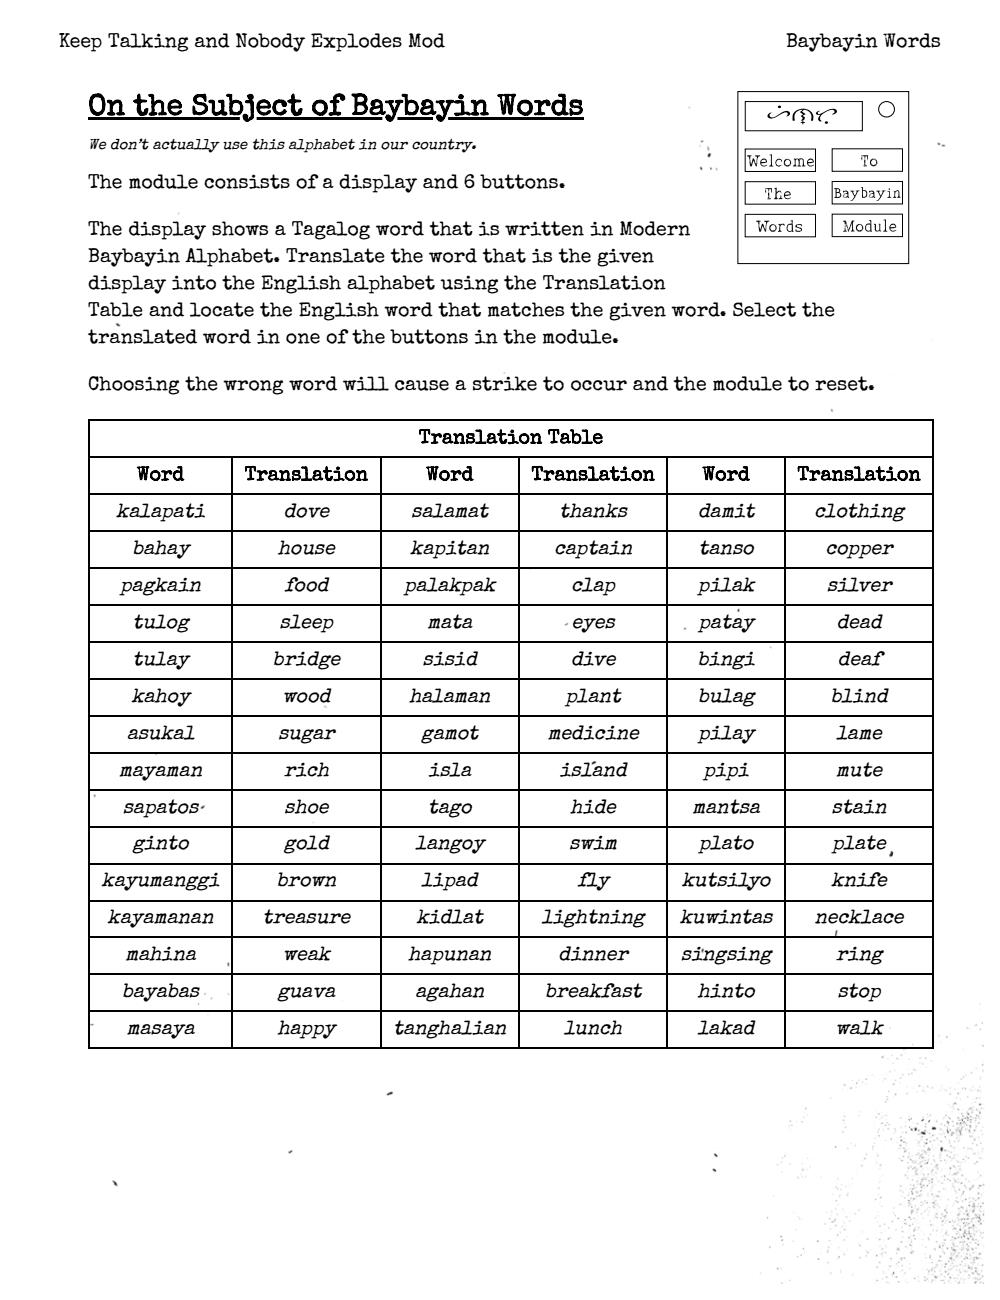 Keep Talking and Nobody Explodes Mod Baybayin Words
On the Subject of Baybayin Words
We don't actually use this alphabet in our country.
The module consists of a display and 6 buttons.
The display shows a Tagalog word that is written in Modern
Baybayin Alphabet. Translate the word that is the given
display into the English alphabet using the Translation
Table and locate the English word that matches the given word. Select the
translated word in one of the buttons in the module.
Choosing the wrong word will cause a strike to occur and the module to reset.
Welcome To
The Baybayin
Words Module
Translation Table
Word Translation Word Translation Word Translation
kalapati dove salamat thanks damit clothing
bahay house kapitan captain tanso copper
pagkain food palakpak clap pilak silver
tulog sleep mata eyes patay dead
tulay bridge sisid dive bingi deaf
kahoy wood halaman plant bulag blind
asukal sugar gamot medicine pilay lame
mayaman rich isla island pipi mute
sapatos shoe tago hide mantsa stain
ginto gold langoy swim plato plate
kayumanggi brown lipad fly kutsilyo knife
kayamanan treasure kidlat lightning kuwintas necklace
mahina weak hapunan dinner singsing ring
bayabas guava agahan breakfast hinto stop
masaya happy tanghalian lunch lakad walk